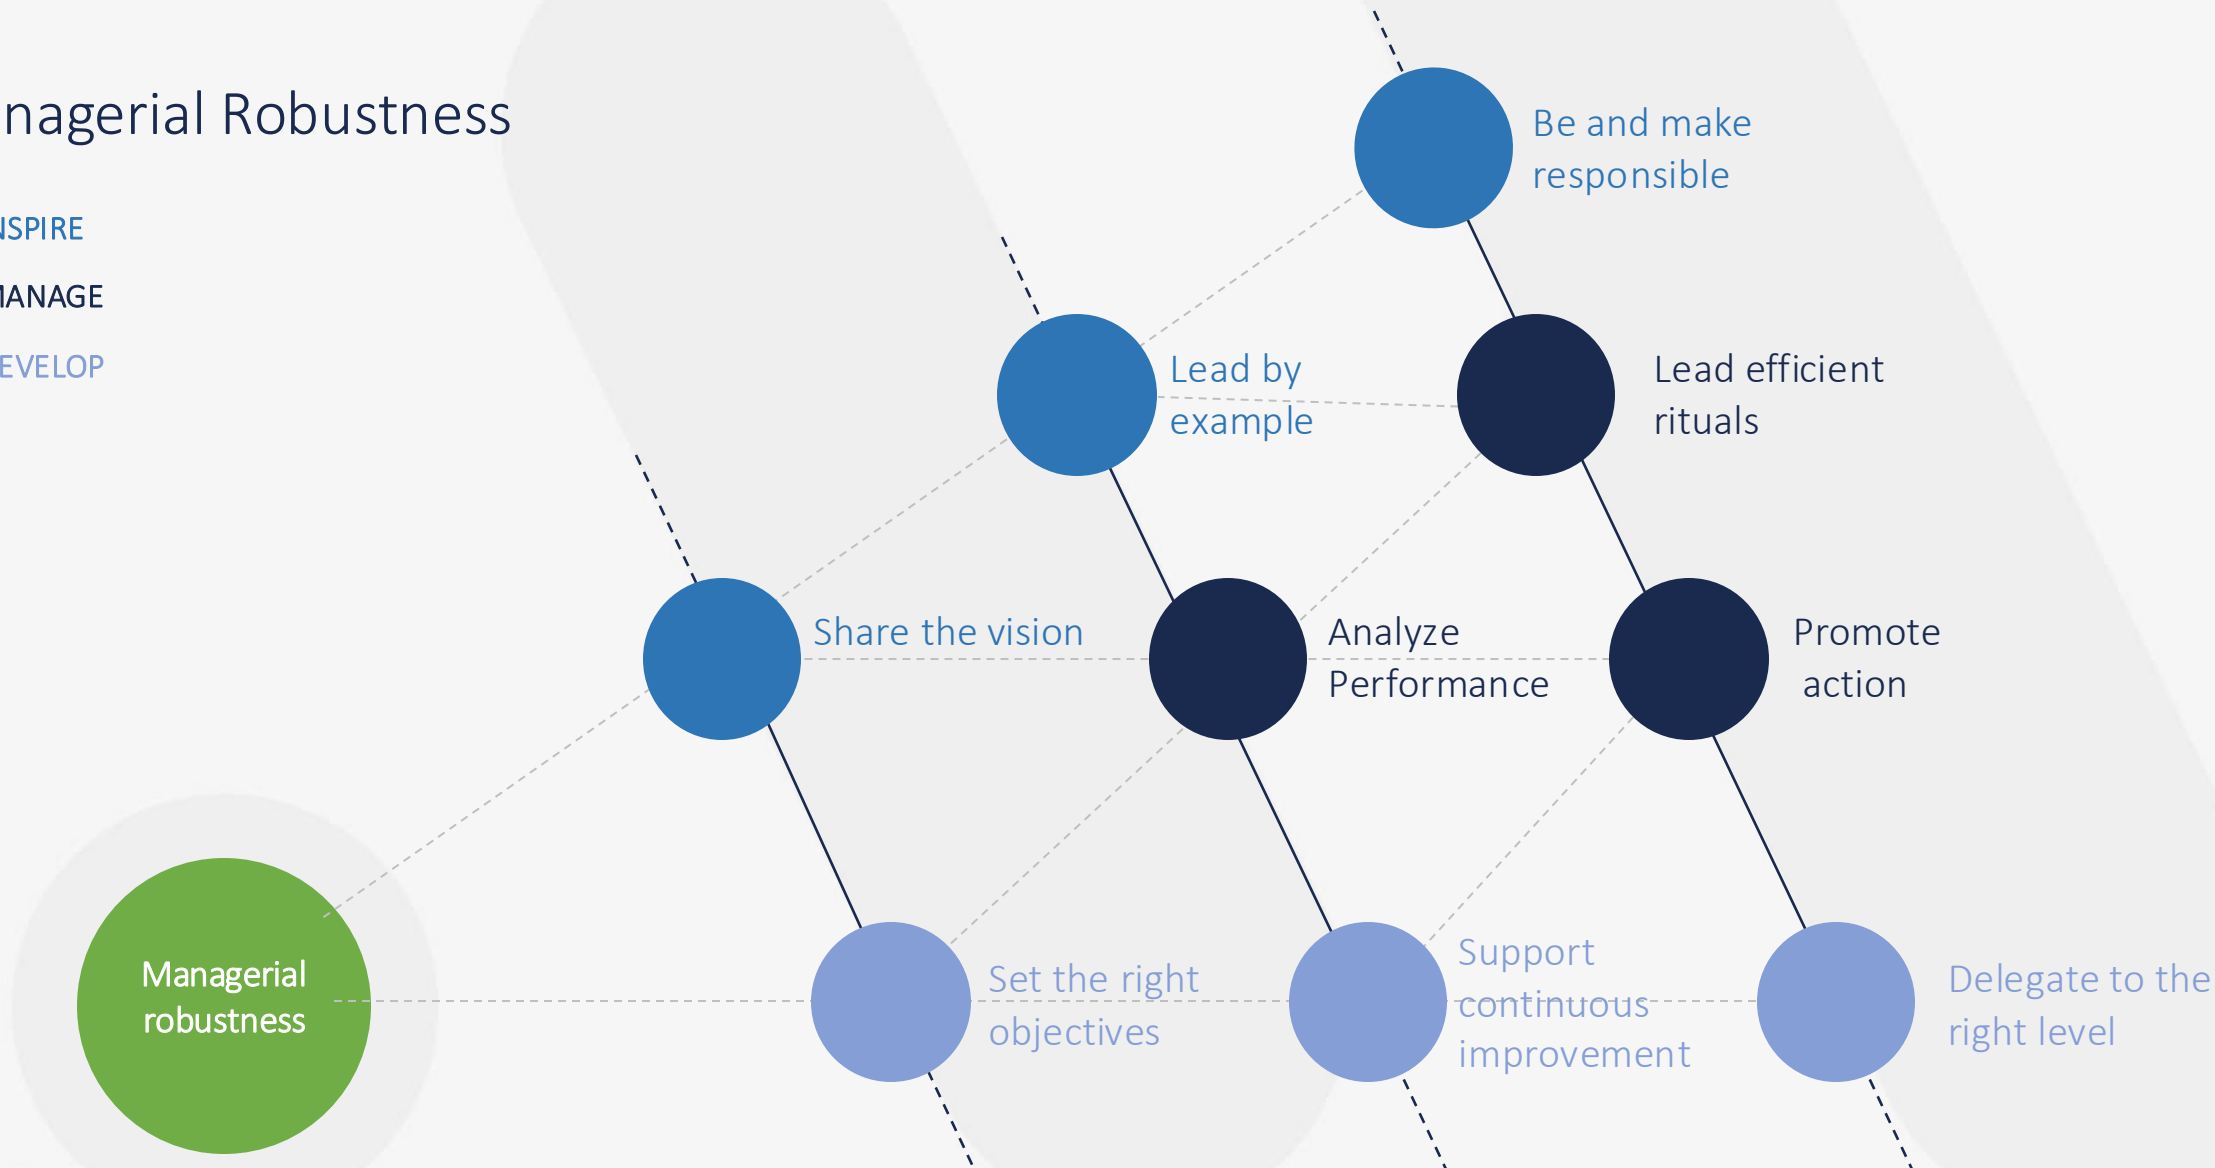 nagerial Robustness
NSPIRE
MANAGE
EVELOP
Be and make
responsible
Lead by
example
Lead efficient
rituals
Share the vision
Analyze
Performance
Promote
action
Managerial
robustness
Set the right
objectives
Support
continuous
improvement
Delegate to the
right level